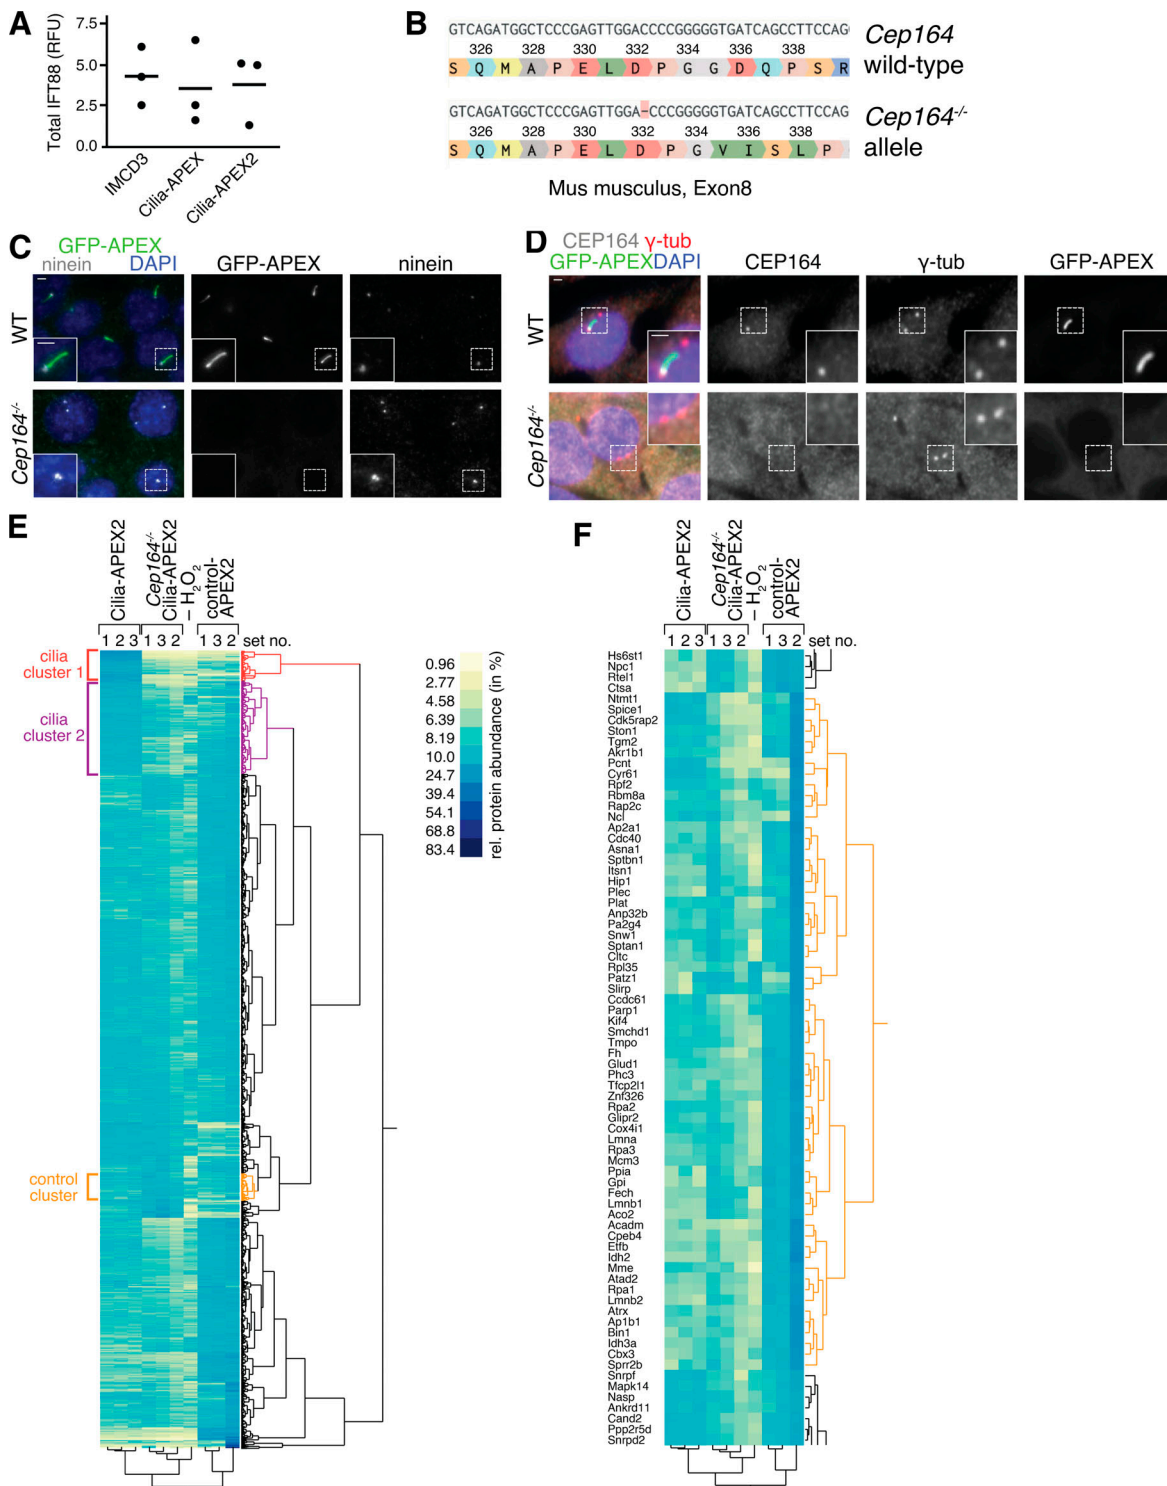 A
Total IFT88 (RFU)
7.5
5.0
2.5
0.0
IMCD3
Cilia-APEX
Cilia-APEX2
B
GTCAGATGGCTCCCGAGTTGGACCCCGGGGGTGATCAGCCTTCCAG
326 328 330 332 334 336 338
S Q M A P E L D P G G D Q P S R
Cep164
wild-type
GTCAGATGGCTCCCGAGTTGGA-CCCGGGGGTGATCAGCCTTCCAG
326 328 330 332 334 336 338
S Q M A P E L D P G V I S L P
Cep164-/-
allele
Mus musculus, Exon8
C
GFP-APEX
ninein DAPI
GFP-APEX
ninein
WT
Cep164-/-
D
CEP164 γ-tub
GFP-APEX DAPI
CEP164
γ-tub
GFP-APEX
WT
Cep164-/-
E
Cilia-APEX2
Cep164-/-
Cilia-APEX2
– H2O2
control-
APEX2
1 2 3 1 3 2 1 3 2 set no.
cilia
cluster 1
cilia
cluster 2
control
cluster
0.96
2.77
4.58
6.39
8.19
10.0
24.7
39.4
54.1
68.8
83.4
rel. protein abundance (in %)
F
Cilia-APEX2
Cep164-/-
Cilia-APEX2
– H2O2
control-
APEX2
1 2 3 1 3 2 1 3 2 set no.
Hs6st1
Npc1
Rtel1
Ctsa
Ntmt1
Spice1
Cdk5rap2
Ston1
Tgm2
Akr1b1
Pcnt
Cyr61
Rpf2
Rbm8a
Rap2c
Ncl
Ap2a1
Cdc40
Asna1
Sptbn1
Itsn1
Hip1
Plec
Plat
Anp32b
Pa2g4
Snw1
Sptan1
Cltc
Rpl35
Patz1
Slirp
Ccdc61
Parp1
Kif4
Smchd1
Tmpo
Fh
Glud1
Phc3
Tfcp2l1
Znf326
Rpa2
Glipr2
Cox4i1
Lmna
Rpa3
Mcm3
Ppia
Gpi
Fech
Lmnb1
Aco2
Acadm
Cpeb4
Etfb
Idh2
Mme
Atad2
Rpa1
Lmnb2
Atrx
Ap1b1
Bin1
Idh3a
Cbx3
Sprr2b
Snrpf
Mapk14
Nasp
Ankrd11
Cand2
Ppp2r5d
Snrpd2